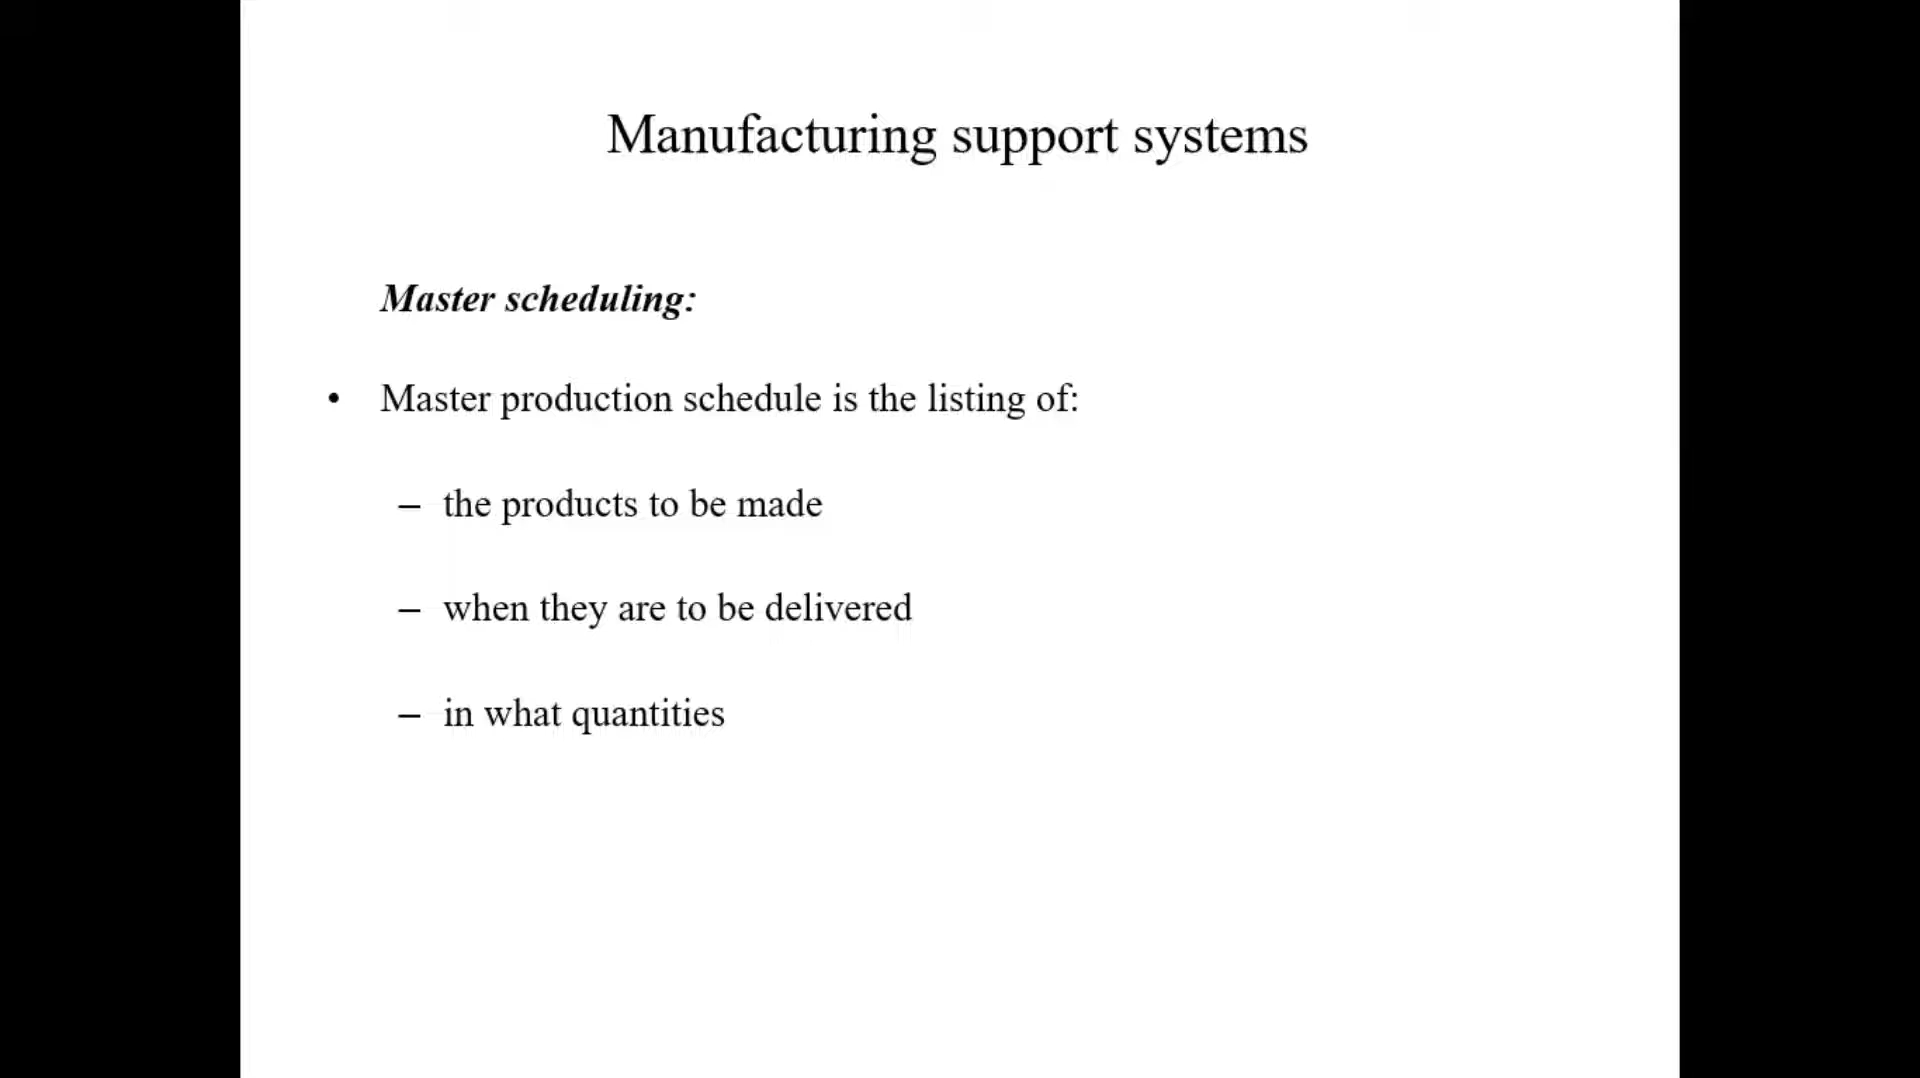 Manufacturing support systems
Master scheduling:
• Master production schedule is the listing of:
– the products to be made
– when they are to be delivered
– in what quantities